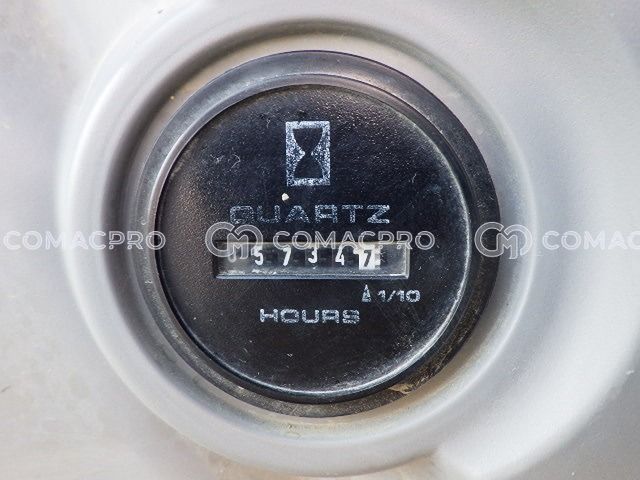 QUARTZ
COMACPRO COMACPRO COMACPRO
57347
1/10
HOURS